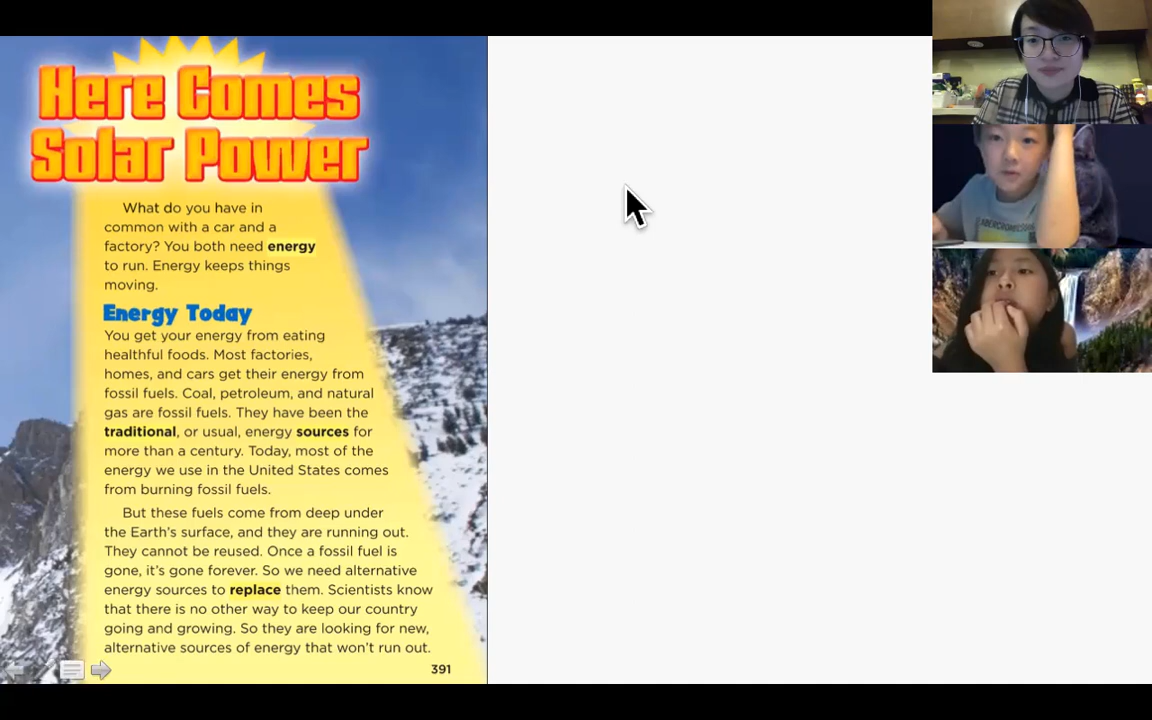 Here Comes
Solar Power
What do you have in
common with a car and a
factory? You both need energy
to run. Energy keeps things
moving.
Energy Today
You get your energy from eating
healthful foods. Most factories,
homes, and cars get their energy from
fossil fuels. Coal, petroleum, and natural
gas are fossil fuels. They have been the
traditional, or usual, energy sources for
more than a century. Today, most of the
energy we use in the United States comes
from burning fossil fuels.
But these fuels come from deep under
the Earth's surface, and they are running out.
They cannot be reused. Once a fossil fuel is
gone, it's gone forever. So we need alternative
energy sources to replace them. Scientists know
that there is no other way to keep our country
going and growing. So they are looking for new,
alternative sources of energy that won't run out.
391